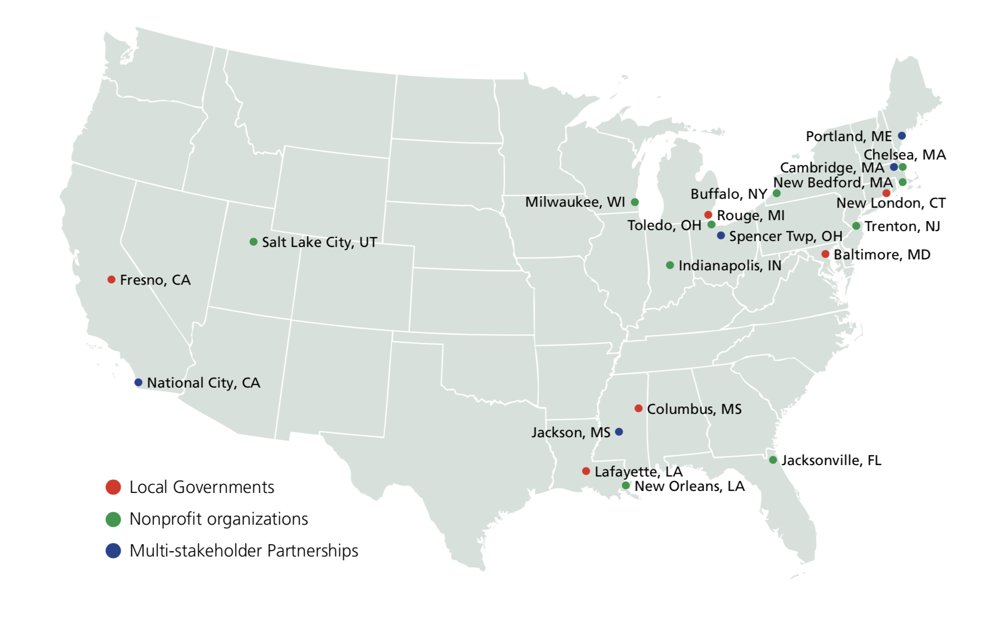 Portland, ME
Chelsea, MA
Cambridge, MA
New Bedford, MA
Buffalo, NY
Milwaukee, WI
New London, CT
Rouge, MI
Toledo, OH
Trenton, NJ
Spencer Twp, OH
Salt Lake City, UT
Baltimore, MD
Indianapolis, IN
Fresno, CA
National City, CA
Columbus, MS
Jackson, MS
Jacksonville, FL
Lafayette, LA
New Orleans, LA
Local Governments
Nonprofit organizations
Multi-stakeholder Partnerships